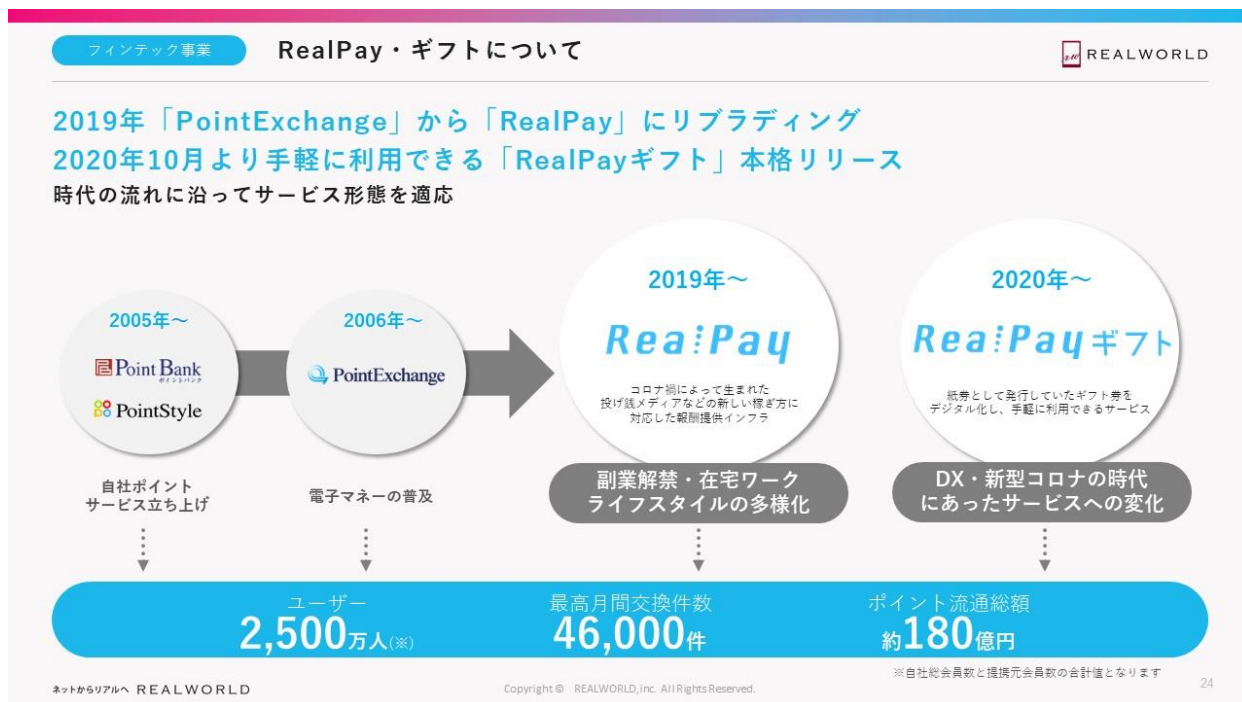 フィンテック事業
RealPay・ギフトについて
REALWORLD
2019年「PointExchange」から「RealPay」にリブラディング
2020年10月より手軽に利用できる「RealPayギフト」本格リリース
時代の流れに沿ってサービス形態を適応
2005年～
Point Bank
ポイントバンク
PointStyle
自社ポイント
サービス立ち上げ
2006年～
PointExchange
電子マネーの普及
2019年～
RealPay
コロナ禍によって生まれた
投げ銭メディアなどの新しい稼ぎ方に
対応した報酬提供インフラ
副業解禁・在宅ワーク
ライフスタイルの多様化
2020年～
RealPayギフト
紙券として発行していたギフト券を
デジタル化し、手軽に利用できるサービス
DX・新型コロナの時代
にあったサービスへの変化
ユーザー
2,500万人(※)
最高月間交換件数
46,000件
ポイント流通総額
約180億円
※自社総会員数と提携元会員数の合計値となります
ネットからリアルへ REALWORLD
Copyright © REALWORLD,inc. All Rights Reserved.
24